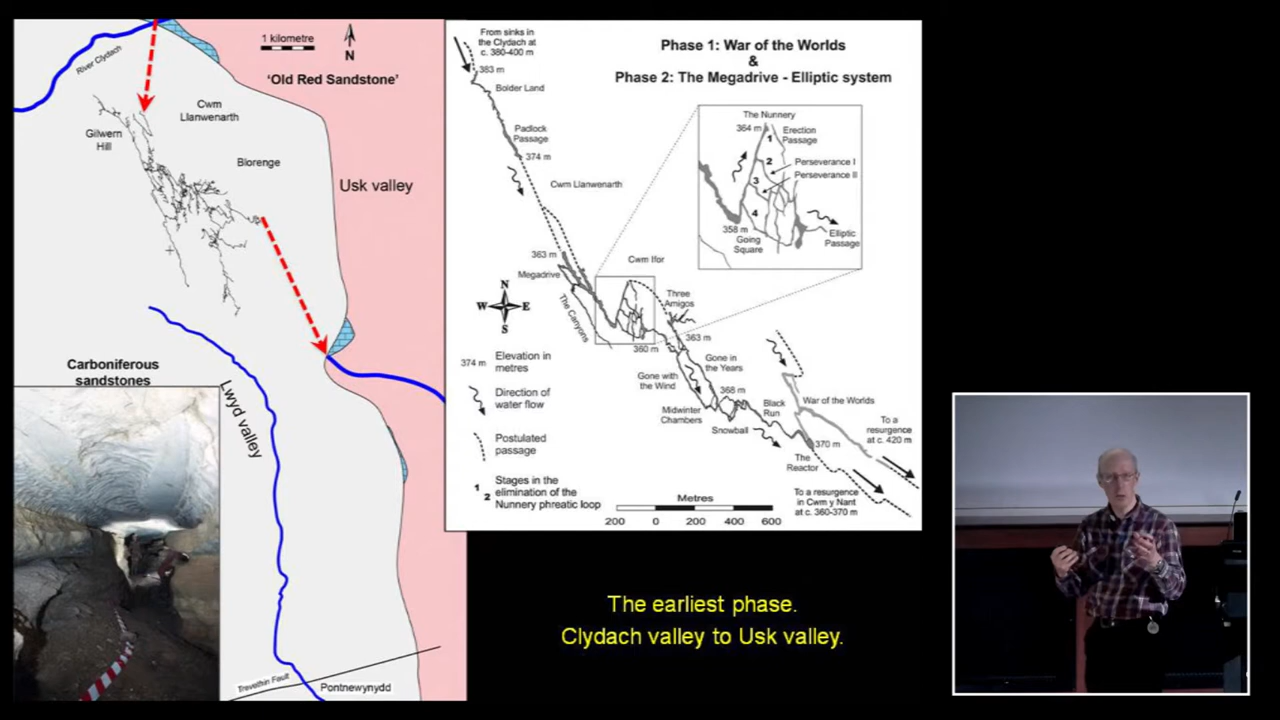 River Clydach
1 kilometre
N
'Old Red Sandstone'
Cwm
Llanwenarth
Gilwern
Hill
Blorenge
Usk valley
Carboniferous
sandstones
Lwyd valley
Trevethin Fault
Pontnewynydd
Phase 1: War of the Worlds
&
Phase 2: The Megadrive - Elliptic system
From sinks in
the Clydach at
c. 380-400 m
383 m
Bolder Land
Padlock
Passage
374 m
Cwm Llanwenarth
363 m
Megadrive
The Canyons
Cwm Ifor
Three
Amigos
360 m
363 m
Gone in
the Years
Gone with
the Wind
368 m
Midwinter
Chambers
Snowball
Black
Run
War of the Worlds
370 m
The
Reactor
To a
resurgence
at c. 420 m
To a resurgence
in Cwm y Nant
at c. 360-370 m
The Nunnery
364 m
Erection
Passage
1
2
3
4
Perseverance I
Perseverance II
358 m
Going
Square
Elliptic
Passage
N
W E
S
374 m Elevation in
metres
Direction of
water flow
Postulated
passage
1 2 Stages in the
elimination of the
Nunnery phreatic loop
Metres
200 0 200 400 600
The earliest phase.
Clydach valley to Usk valley.